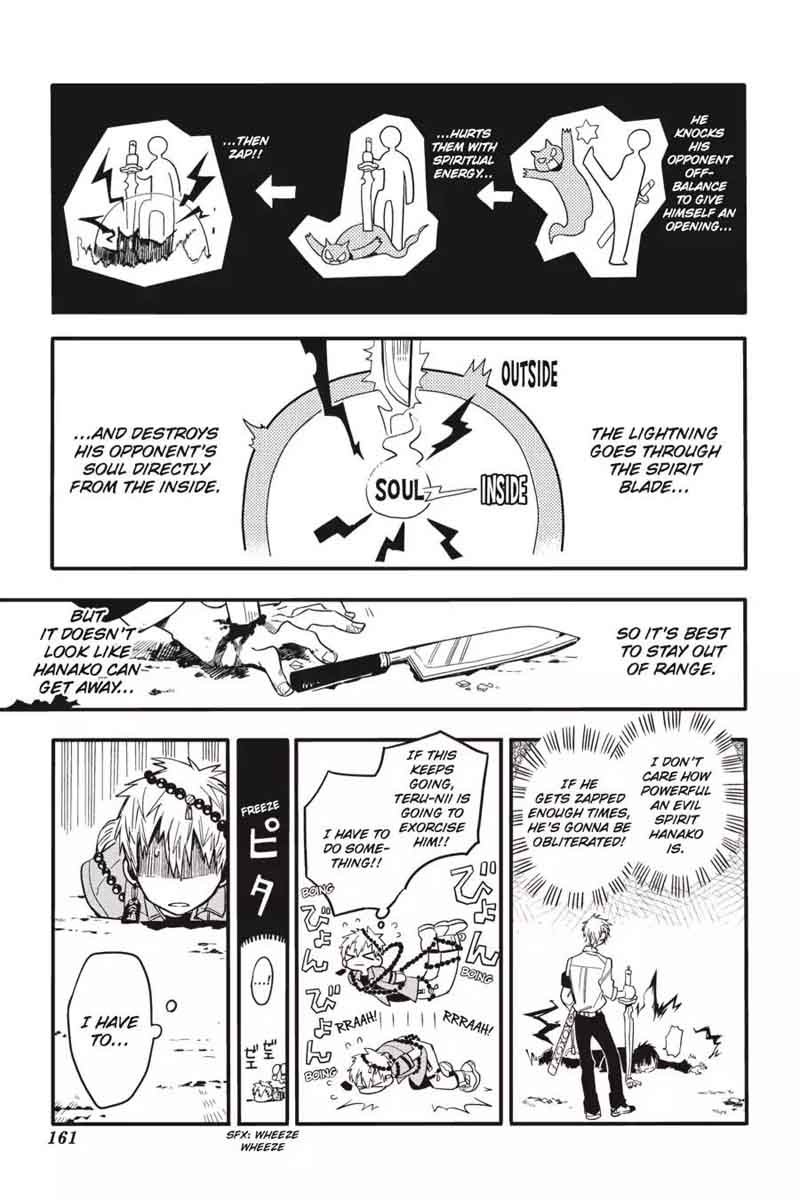 HE
KNOCKS
HIS
OPPONENT
OFF-
BALANCE
TO GIVE
HIMSELF AN
OPENING...
...HURTS
THEM WITH
SPIRITUAL
ENERGY...
...THEN
ZAP!!
OUTSIDE
THE LIGHTNING
GOES THROUGH
THE SPIRIT
BLADE...
SOUL
INSIDE
...AND DESTROYS
HIS OPPONENT'S
SOUL DIRECTLY
FROM THE INSIDE.
SO IT'S BEST
TO STAY OUT
OF RANGE.
BUT
IT DOESN'T
LOOK LIKE
HANAKO CAN
GET AWAY...
I DON'T
CARE HOW
POWERFUL
AN EVIL
SPIRIT
HANAKO
IS.
IF HE
GETS ZAPPED
ENOUGH TIMES,
HE'S GONNA BE
OBLITERATED!
IF THIS
KEEPS
GOING,
TERU-NII IS
GOING TO
EXORCISE
HIM!!
I HAVE TO
DO SOME-
THING!!
びょん
BOING
BOING
びょん
びょん
BOING
RRAAH!
RRRAAH!
FREEZE
ピタ
...!
ゼェ
ゼェ
SFX: WHEEZE
WHEEZE
I HAVE
TO...
161